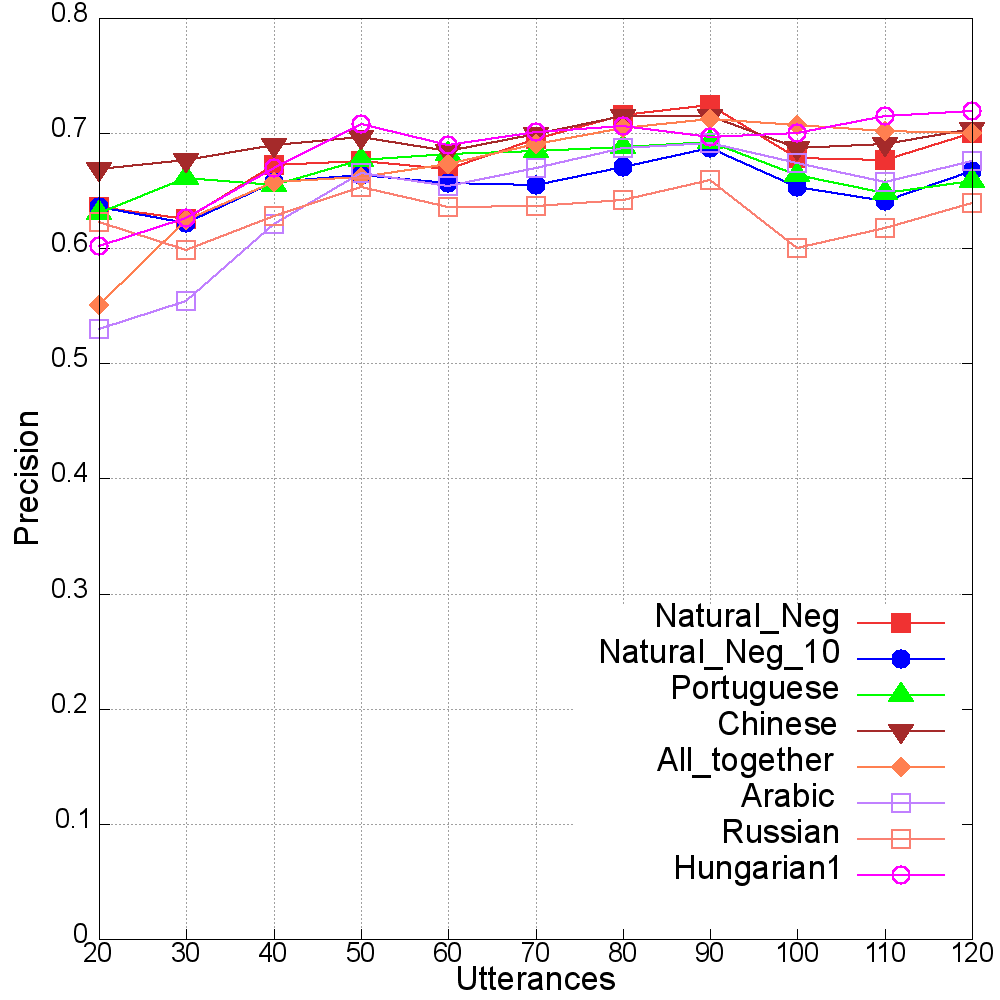 0.8
0.7
0.6
0.5
0.4
0.3
0.2
0.1
0
Precision
Natural_Neg
Natural_Neg_10
Portuguese
Chinese
All_together
Arabic
Russian
Hungarian1
20 30 40 50 60 70 80 90 100 110 120
Utterances